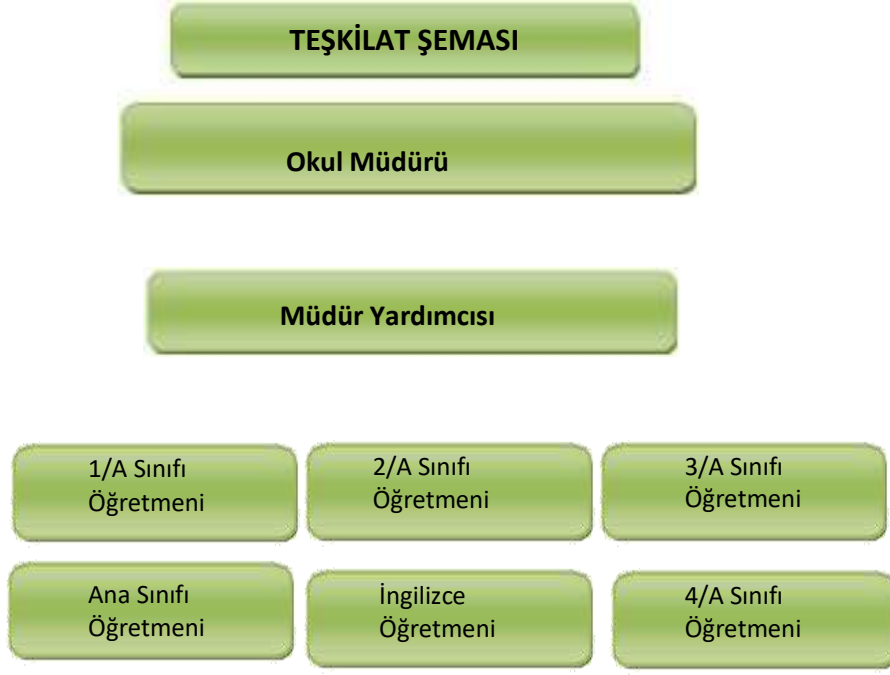 TEŞKİLAT ŞEMASI
Okul Müdürü
Müdür Yardımcısı
1/A Sınıfı
Öğretmeni
2/A Sınıfı
Öğretmeni
3/A Sınıfı
Öğretmeni
Ana Sınıfı
Öğretmeni
İngilizce
Öğretmeni
4/A Sınıfı
Öğretmeni